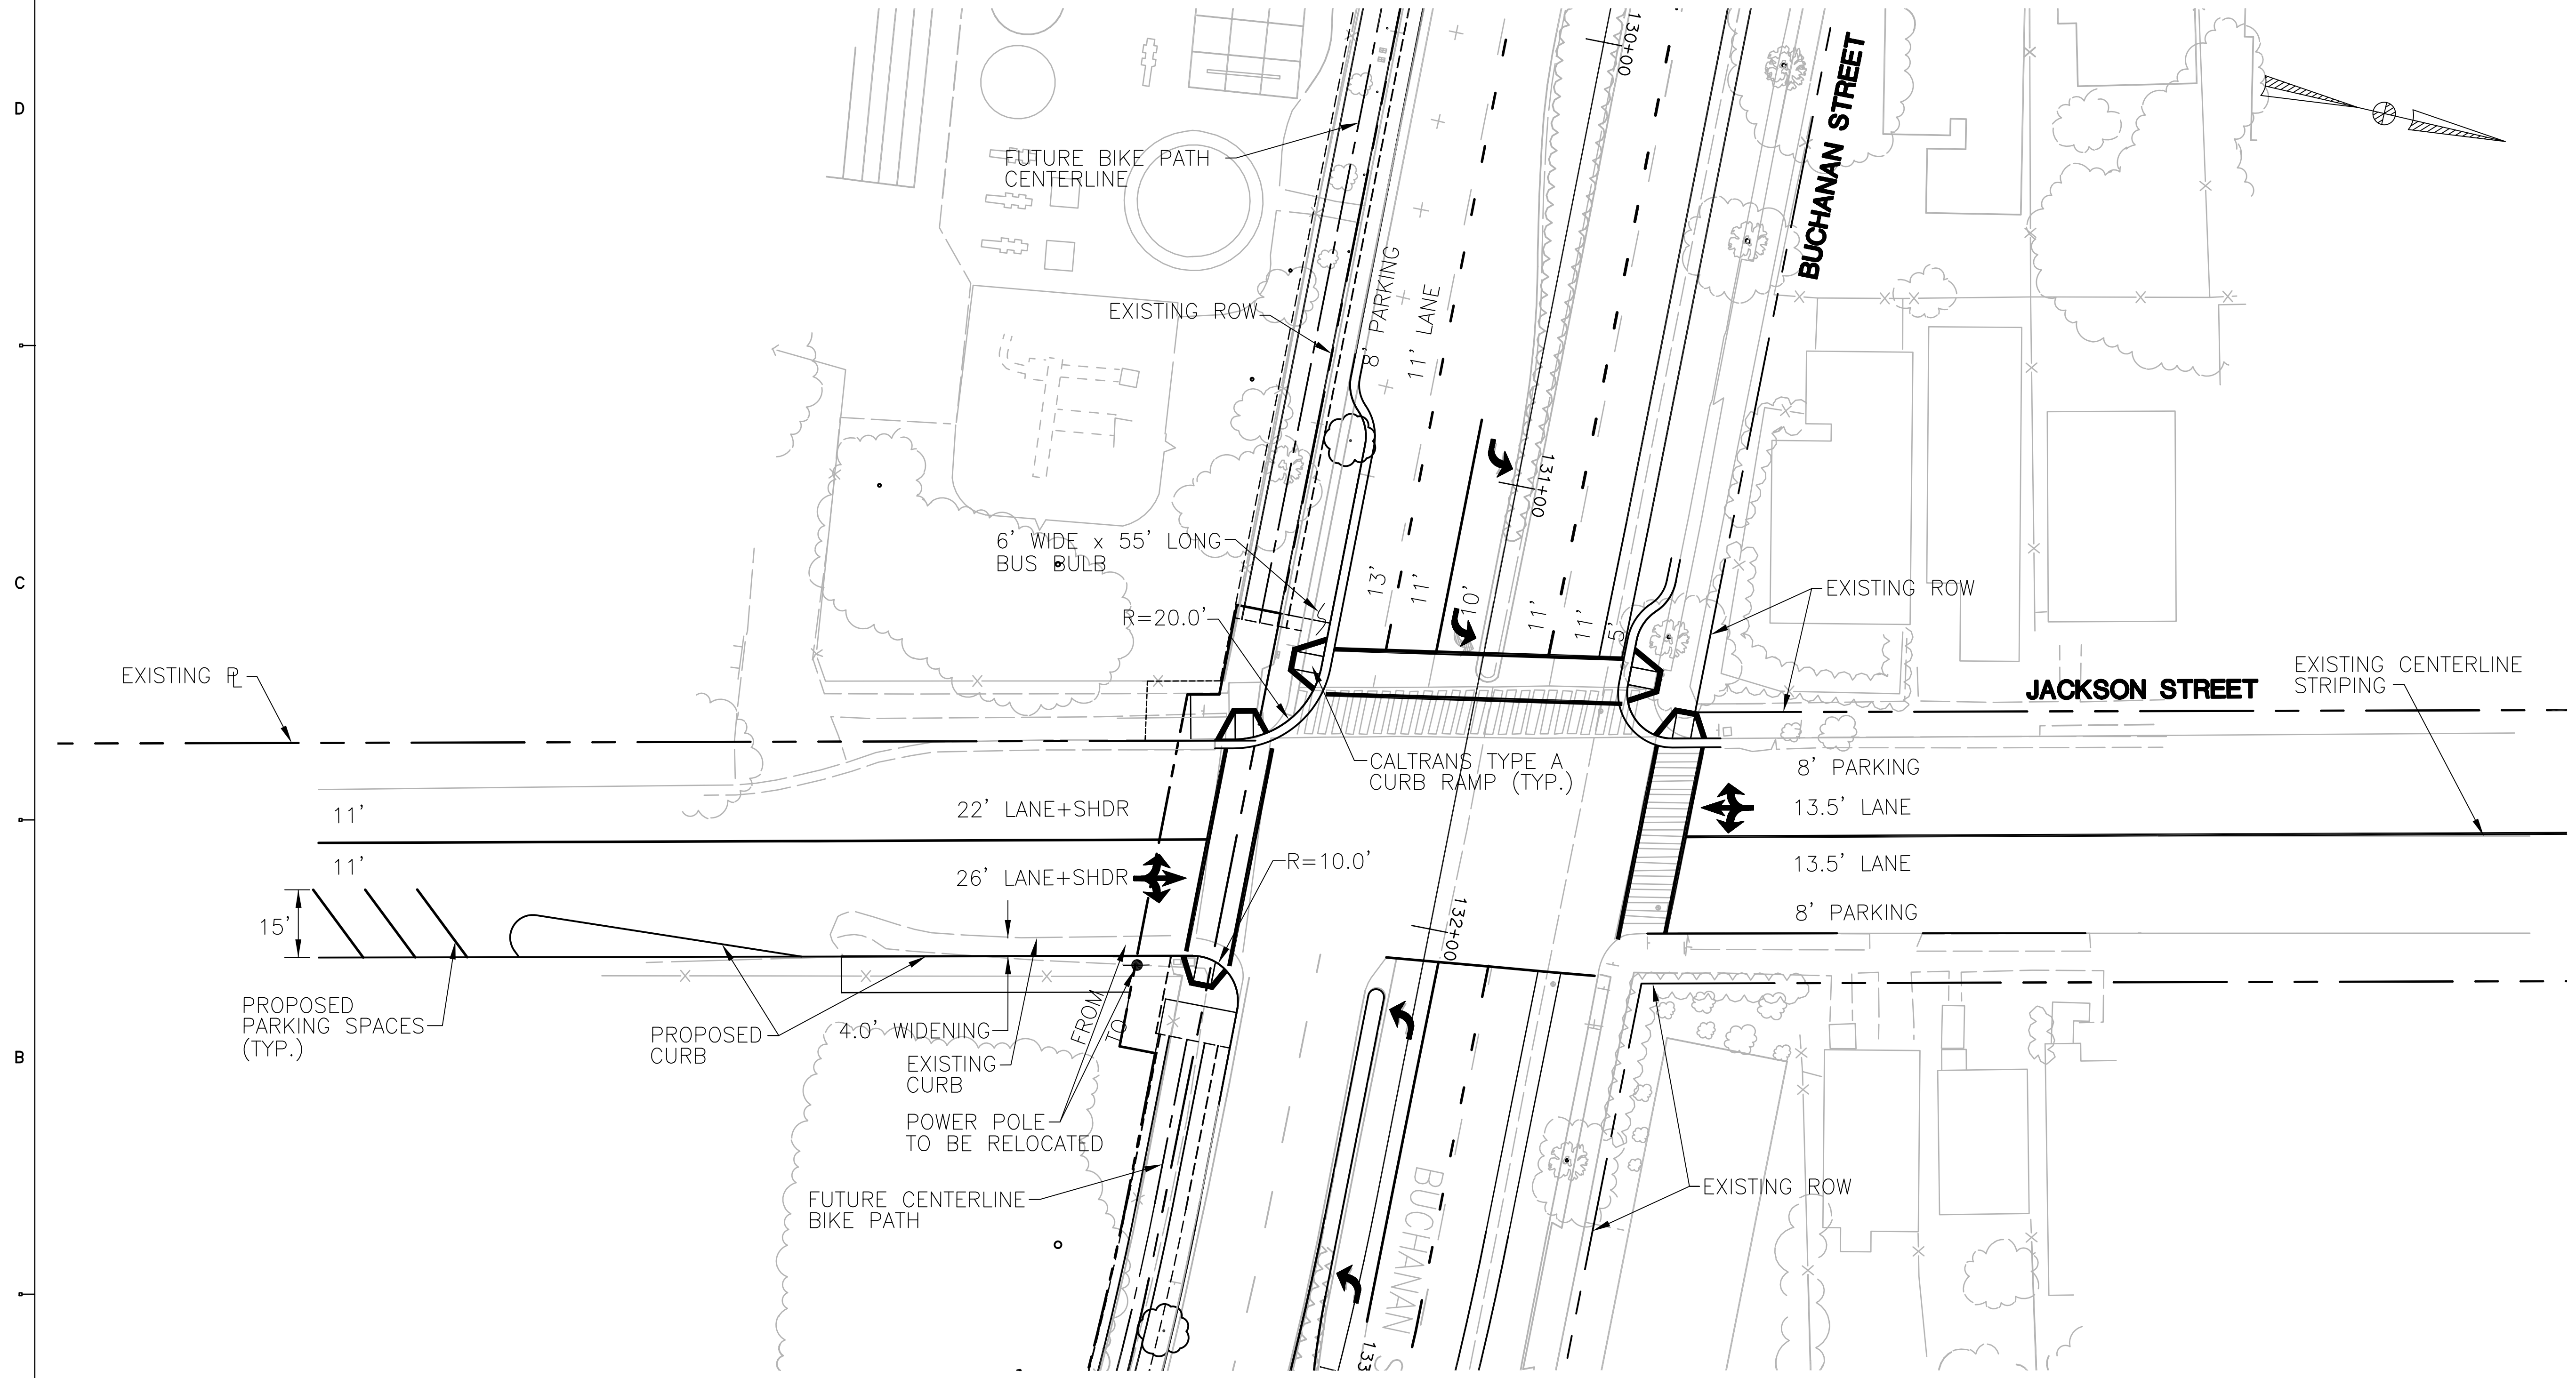 D
130+00
BUCHANAN STREET
FUTURE BIKE PATH
CENTERLINE
EXISTING ROW
8' PARKING
11' LANE
131+00
6' WIDE x 55' LONG
BUS BULB
C
R=20.0'
13'
11'
10'
11'
11'
5'
EXISTING ROW
EXISTING PL
JACKSON STREET
EXISTING CENTERLINE
STRIPING
CALTRANS TYPE A
CURB RAMP (TYP.)
8' PARKING
11'
22' LANE+SHDR
13.5' LANE
11'
26' LANE+SHDR
R=10.0'
13.5' LANE
15'
8' PARKING
132+00
PROPOSED
PARKING SPACES
(TYP.)
PROPOSED
CURB
4.0' WIDENING
FROM
TO
EXISTING
CURB
B
POWER POLE
TO BE RELOCATED
FUTURE CENTERLINE
BIKE PATH
EXISTING ROW
BUCHANAN S
133